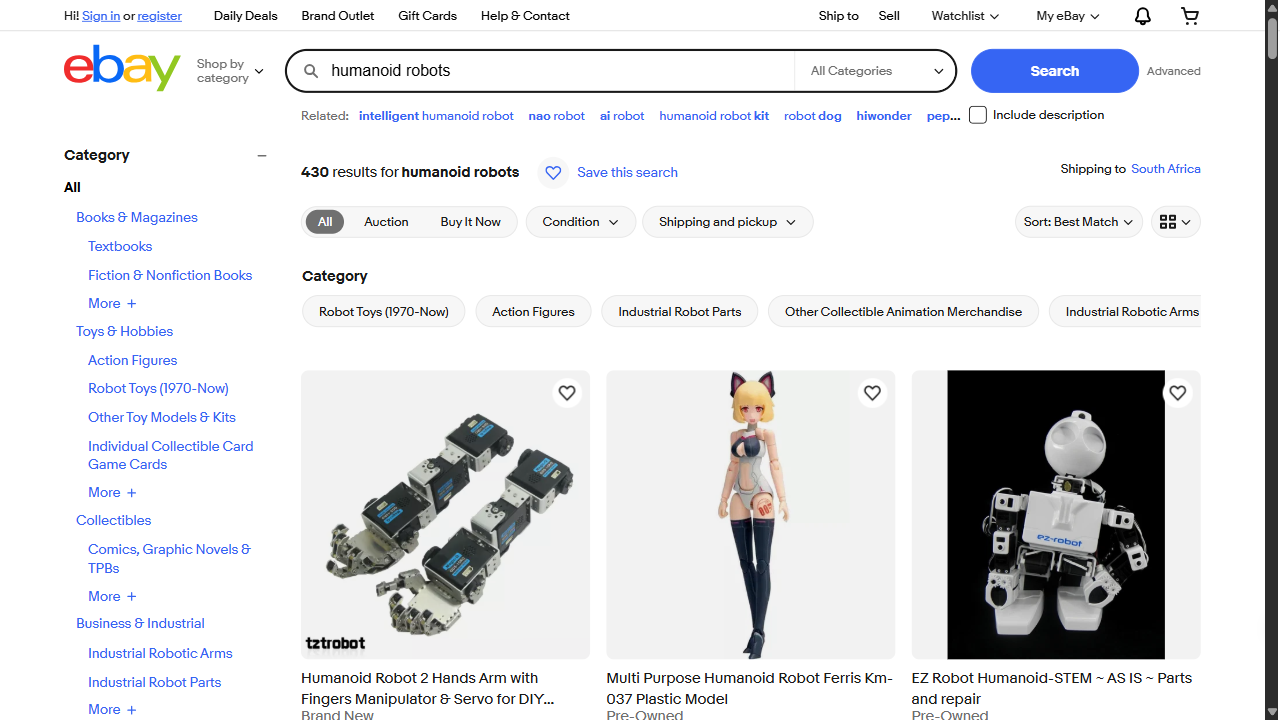 Hi! Sign in or register
Daily Deals
Brand Outlet
Gift Cards
Help & Contact
Ship to
Sell
Watchlist
My eBay
ebay
Shop by
category
humanoid robots
All Categories
Search
Advanced
Related: intelligent humanoid robot nao robot ai robot humanoid robot kit robot dog hiwonder pep...
Include description
Category
All
Books & Magazines
Textbooks
Fiction & Nonfiction Books
More +
Toys & Hobbies
Action Figures
Robot Toys (1970-Now)
Other Toy Models & Kits
Individual Collectible Card
Game Cards
More +
Collectibles
Comics, Graphic Novels &
TPBs
More +
Business & Industrial
Industrial Robotic Arms
Industrial Robot Parts
More +
430 results for humanoid robots
Save this search
Shipping to South Africa
All
Auction
Buy It Now
Condition
Shipping and pickup
Sort: Best Match
Category
Robot Toys (1970-Now)
Action Figures
Industrial Robot Parts
Other Collectible Animation Merchandise
Industrial Robotic Arms
tztrobot
Humanoid Robot 2 Hands Arm with
Fingers Manipulator & Servo for DIY...
Brand New
Multi Purpose Humanoid Robot Ferris Km-
037 Plastic Model
Pre-Owned
ez-robot
EZ Robot Humanoid-STEM ~ AS IS ~ Parts
and repair
Pre-Owned